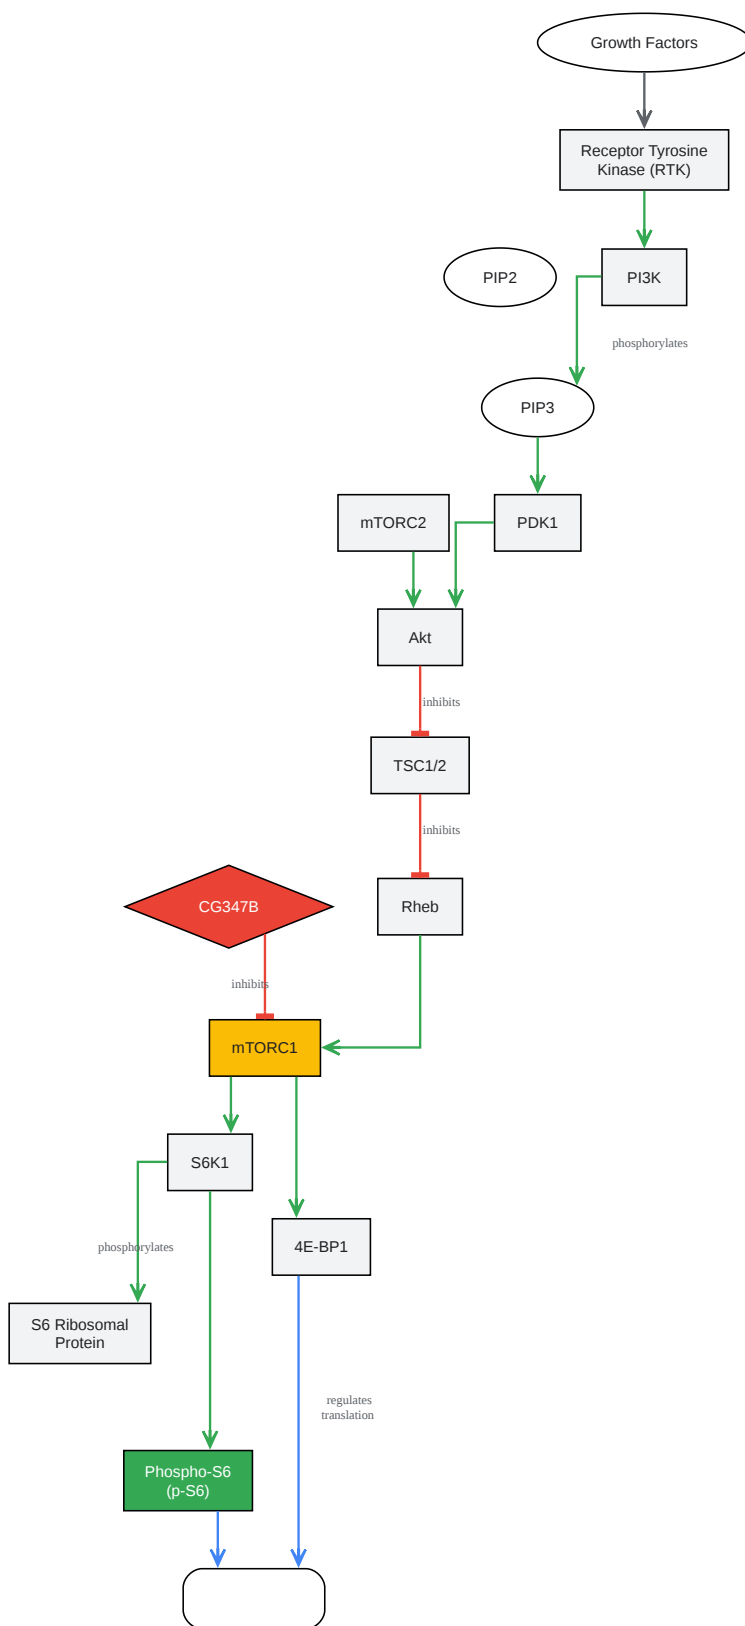 Growth Factors
Receptor Tyrosine
Kinase (RTK)
PIP2
PI3K
phosphorylates
PIP3
mTORC2
PDK1
Akt
inhibits
TSC1/2
inhibits
CG347B
Rheb
inhibits
mTORC1
S6K1
4E-BP1
phosphorylates
S6 Ribosomal
Protein
regulates
translation
Phospho-S6
(p-S6)